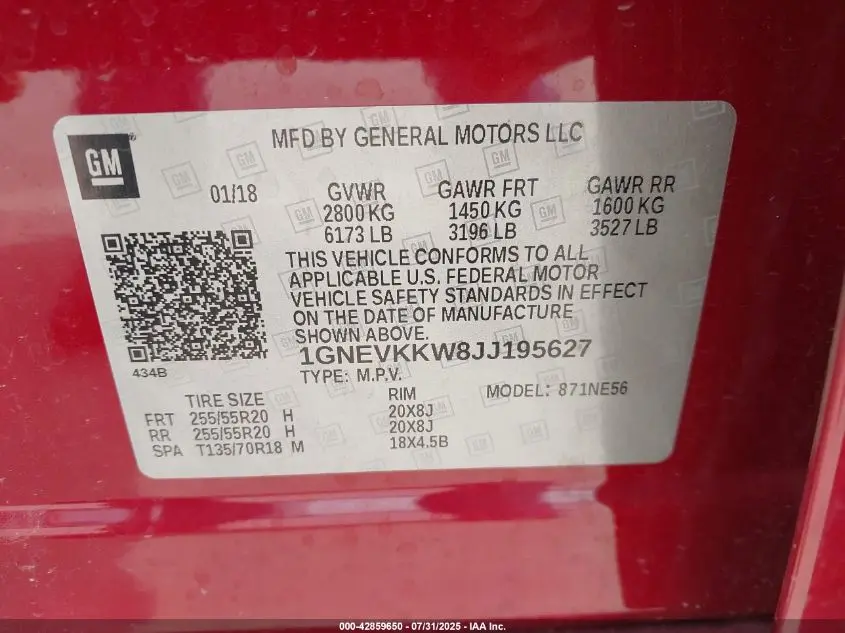 GM
MFD BY GENERAL MOTORS LLC
01/18 GVWR GAWR FRT GAWR RR
2800 KG 1450 KG 1600 KG
6173 LB 3196 LB 3527 LB
THIS VEHICLE CONFORMS TO ALL
APPLICABLE U.S. FEDERAL MOTOR
VEHICLE SAFETY STANDARDS IN EFFECT
ON THE DATE OF MANUFACTURE
SHOWN ABOVE.
1GNEVKKW8JJ195627
434B
TYPE: M.P.V. MODEL: 871NE56
TIRE SIZE RIM
FRT 255/55R20 H 20X8J
RR 255/55R20 H 20X8J
SPA T135/70R18 M 18X4.5B
000-42859650 - 07/31/2025 - IAA Inc.